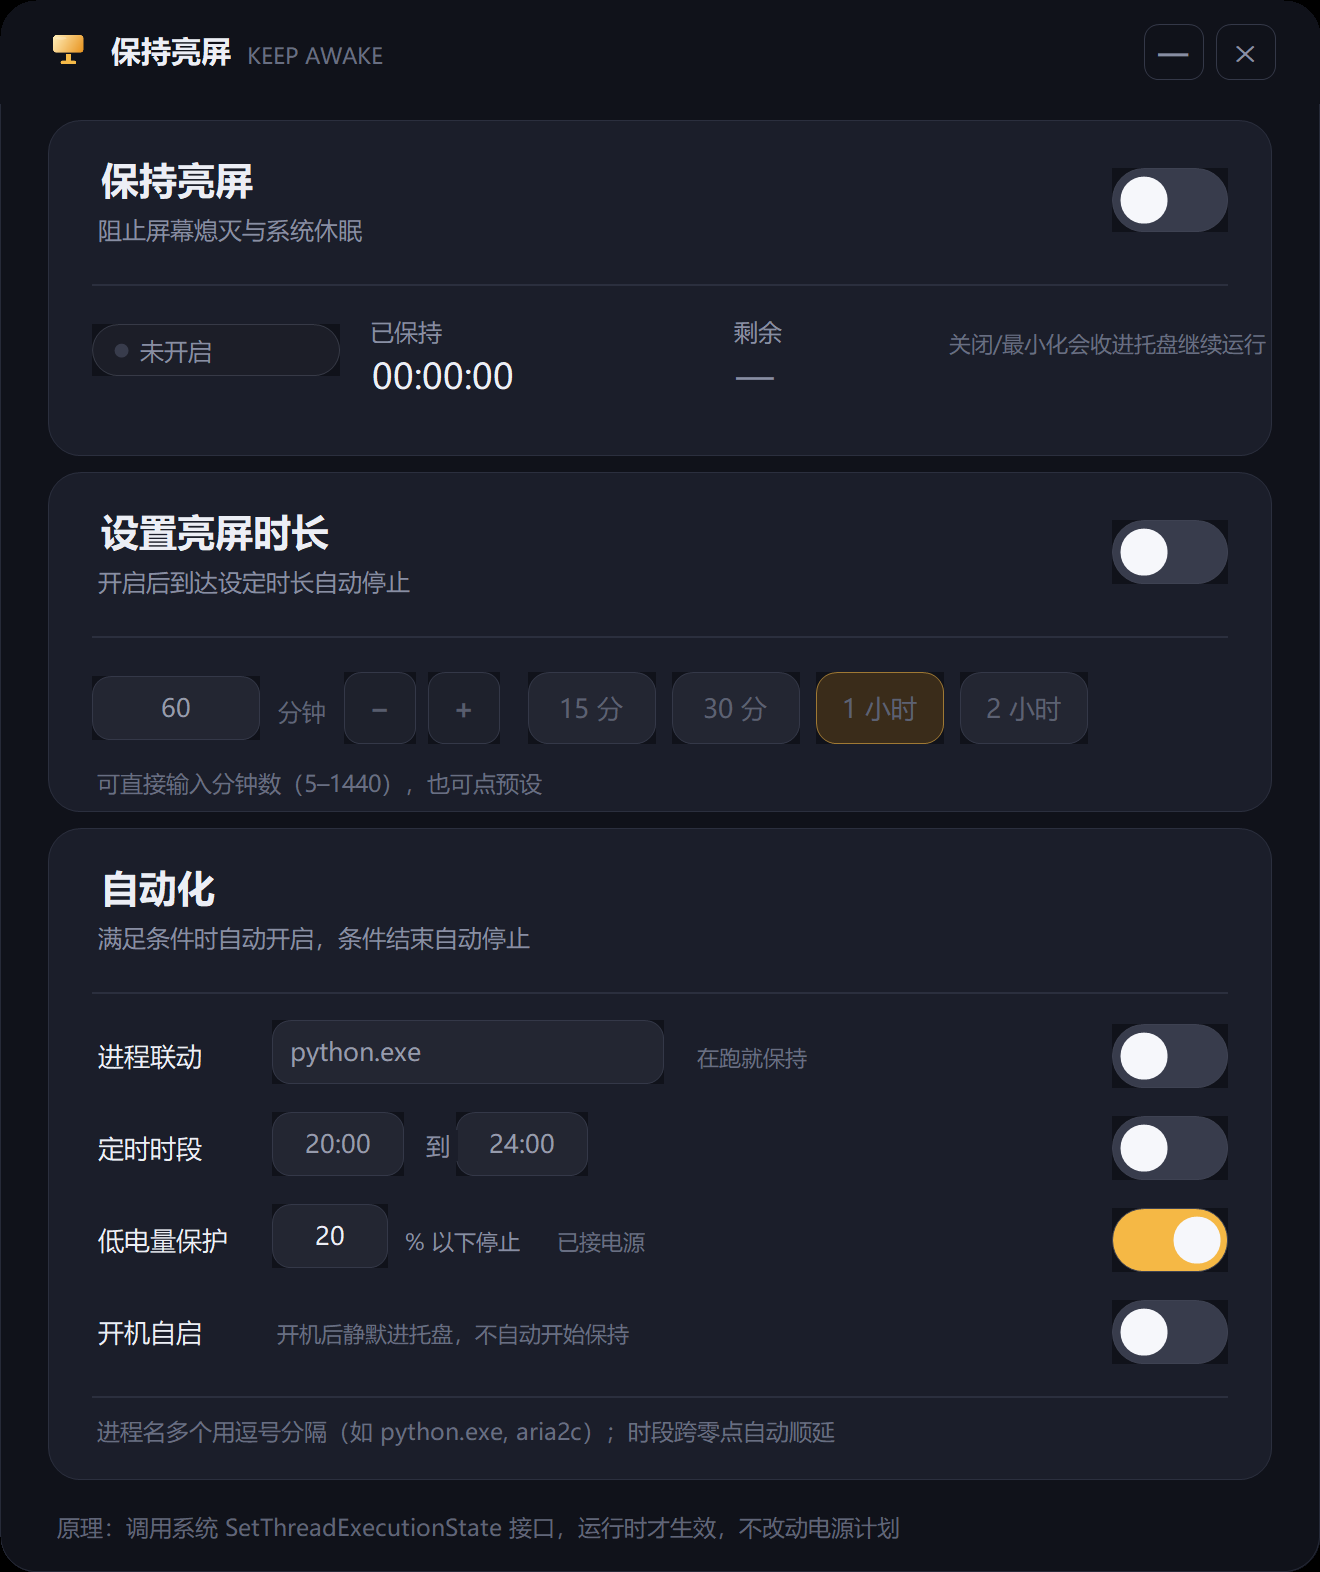 保持亮屏 KEEP AWAKE
保持亮屏
阻止屏幕熄灭与系统休眠
未开启
已保持
00:00:00
剩余
—
关闭/最小化会收进托盘继续运行
设置亮屏时长
开启后到达设定时长自动停止
60 分钟 − + 15 分 30 分 1 小时 2 小时
可直接输入分钟数（5–1440），也可点预设
自动化
满足条件时自动开启，条件结束自动停止
进程联动 python.exe 在跑就保持
定时时段 20:00 到 24:00
低电量保护 20 % 以下停止 已接电源
开机自启 开机后静默进托盘，不自动开始保持
进程名多个用逗号分隔（如 python.exe, aria2c）；时段跨零点自动顺延
原理：调用系统 SetThreadExecutionState 接口，运行时才生效，不改动电源计划